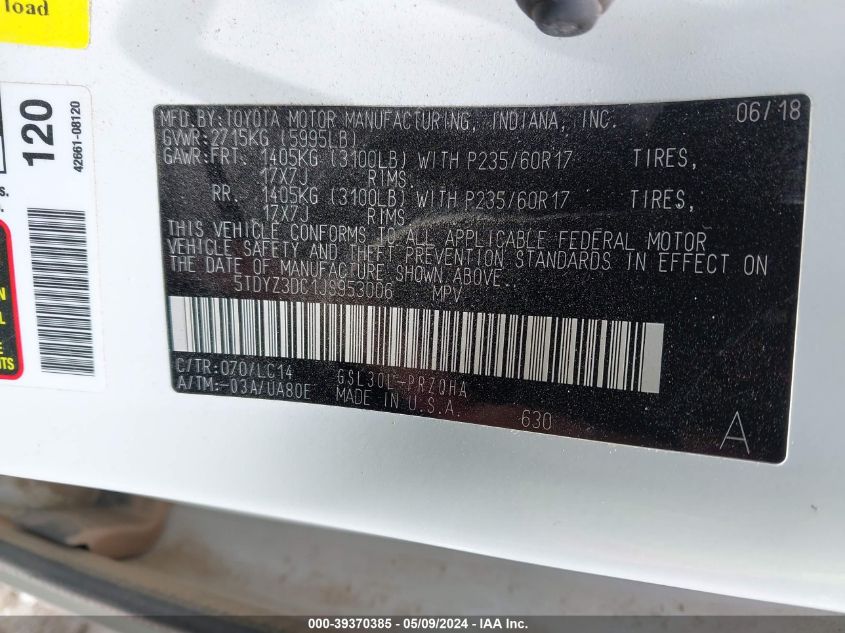 load
120
42661-08120
s.
N
L
E
NTS
MFD.BY:TOYOTA MOTOR MANUFACTURING, INDIANA, INC. 06/18
GVWR:2715KG (5995LB)
GAWR:FRT. 1405KG (3100LB) WITH P235/60R17 TIRES,
17X7J RIMS.
RR. 1405KG (3100LB) WITH P235/60R17 TIRES,
17X7J RIMS
THIS VEHICLE CONFORMS TO ALL APPLICABLE FEDERAL MOTOR
VEHICLE SAFETY AND THEFT PREVENTION STANDARDS IN EFFECT ON
THE DATE OF MANUFACTURE SHOWN ABOVE.
5TDYZ3DC1JS953006 MPV
C/TR:070/LC14 GSL30L-PRZQHA
A/TM:-03A/UA80E MADE IN U.S.A. 630
A
000-39370385 - 05/09/2024 - IAA Inc.